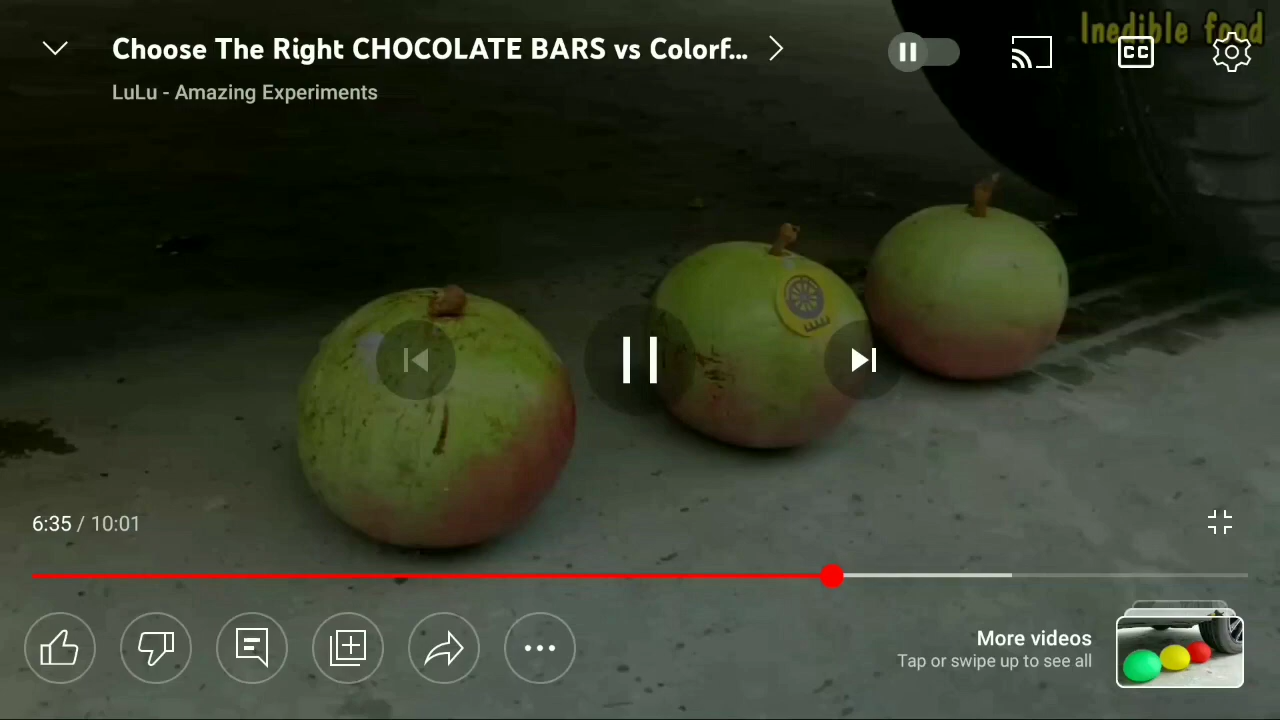 Inedible food
Choose The Right CHOCOLATE BARS vs Colorf...
CC
LuLu - Amazing Experiments
6:35 / 10:01
More videos
Tap or swipe up to see all